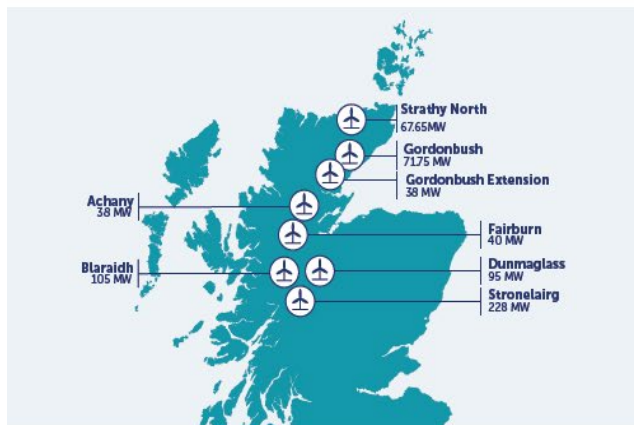 Strathy North
67.65MW
Gordonbush
71.75 MW
Gordonbush Extension
38 MW
Achany
38 MW
Fairburn
40 MW
Blaraidh
105 MW
Dunmaglass
95 MW
Stronelairg
228 MW